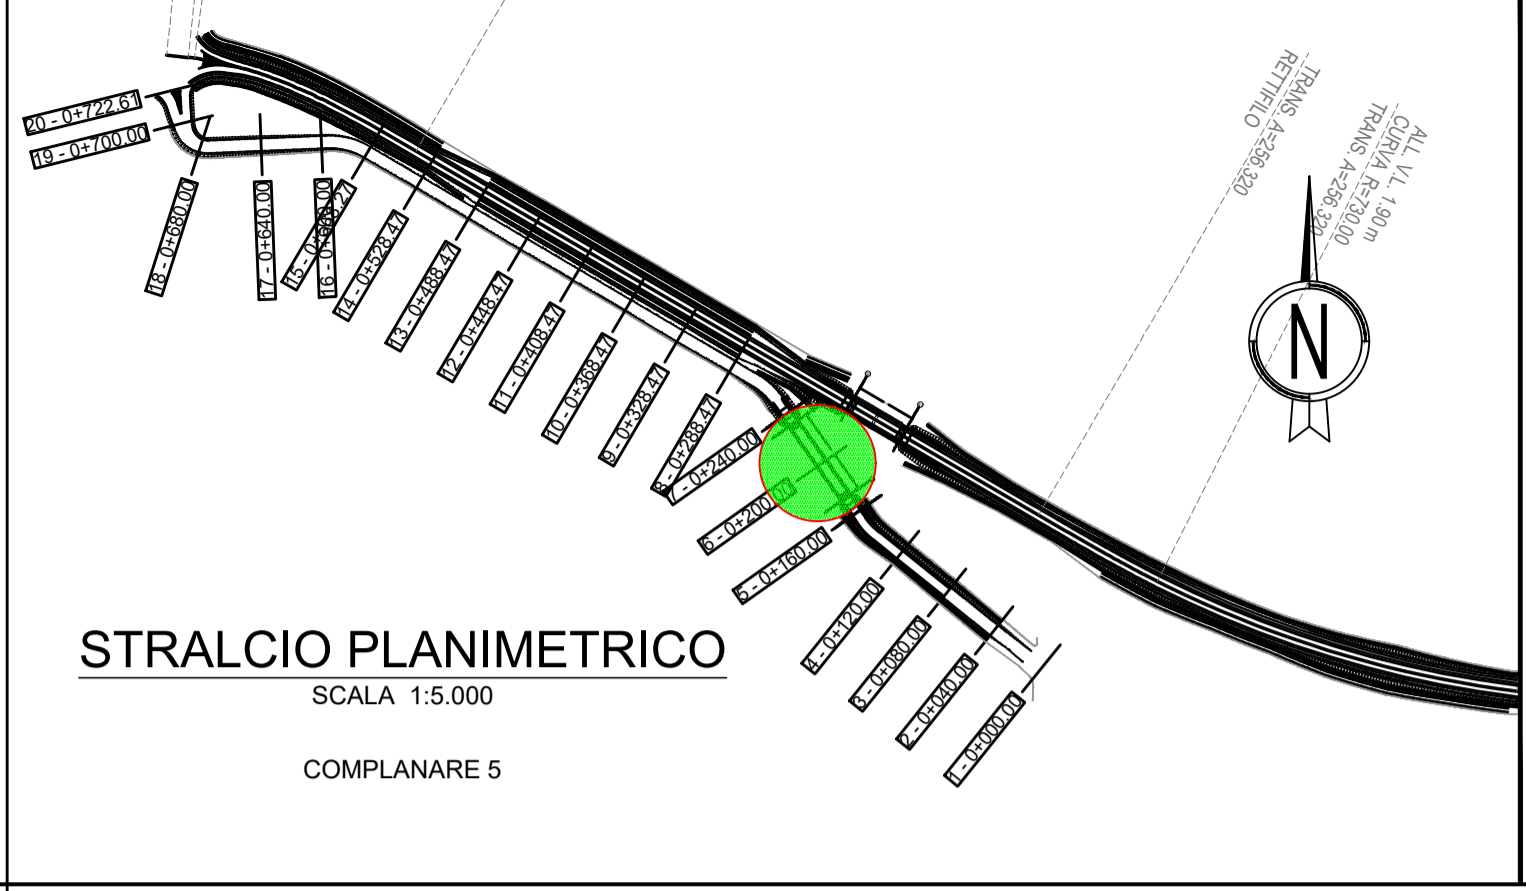 20 - 0+722.61
19 - 0+700.00
18 - 0+680.00
17 - 0+640.00
16 -
15 -
14 - 0+528.47
13 - 0+488.47
12 - 0+448.47
11 - 0+408.47
10 - 0+368.47
9 - 0+328.47
8 - 0+288.47
7 - 0+240.00
6 - 0+200.00
5 - 0+160.00
4 - 0+120.00
3 - 0+080.00
2 - 0+040.00
1 - 0+000.00
TRANS. A=256.320
RETTIFILO
ALL. V.L. 1.90 m
CURVA R=730.00
TRANS. A=256.320
N
STRALCIO PLANIMETRICO
SCALA 1:5.000
COMPLANARE 5